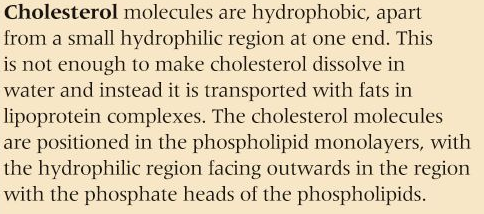 Cholesterol molecules are hydrophobic, apart
from a small hydrophilic region at one end. This
is not enough to make cholesterol dissolve in
water and instead it is transported with fats in
lipoprotein complexes. The cholesterol molecules
are positioned in the phospholipid monolayers, with
the hydrophilic region facing outwards in the region
with the phosphate heads of the phospholipids.